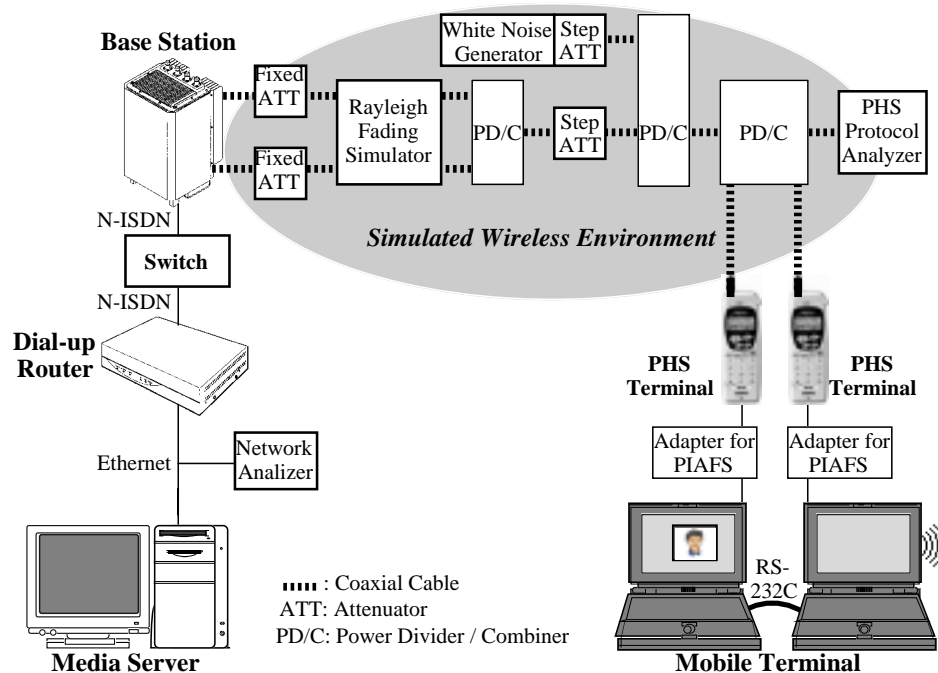 Base Station
White Noise
Generator
Step
ATT
Fixed
ATT
Rayleigh
Fading
Simulator
PD/C
Step
ATT
PD/C
PD/C
PHS
Protocol
Analyzer
Fixed
ATT
N-ISDN
Simulated Wireless Environment
Switch
N-ISDN
Dial-up
Router
PHS
Terminal
PHS
Terminal
Ethernet
Network
Analizer
Adapter for
PIAFS
Adapter for
PIAFS
RS-
232C
: Coaxial Cable
ATT: Attenuator
PD/C: Power Divider / Combiner
Media Server
Mobile Terminal